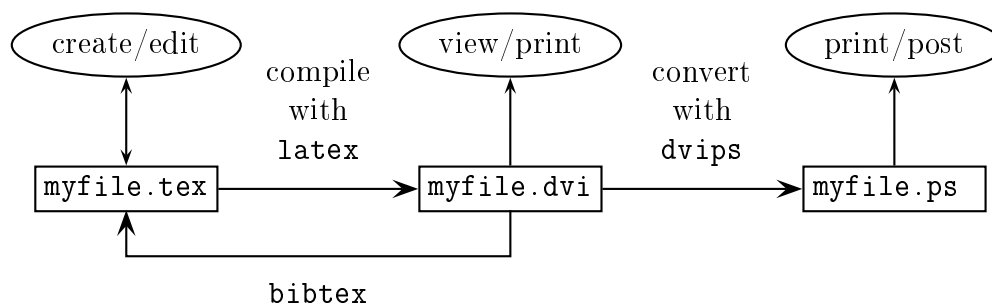 create/edit
view/print
print/post
compile
with
latex
convert
with
dvips
myfile.tex
myfile.dvi
myfile.ps
bibtex